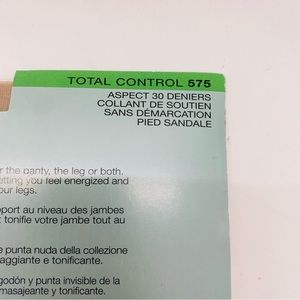 TOTAL CONTROL 575
ASPECT 30 DENIERS
COLLANT DE SOUTIEN
SANS DÉMARCATION
PIED SANDALE
the panty, the leg or both.
etting you feel energized and
our legs.
pport au niveau des jambes
t tonifie votre jambe tout au
e punta nuda della collezione
aggiante e tonificante.
godón y punta invisible de la
masajeante y tonificante.